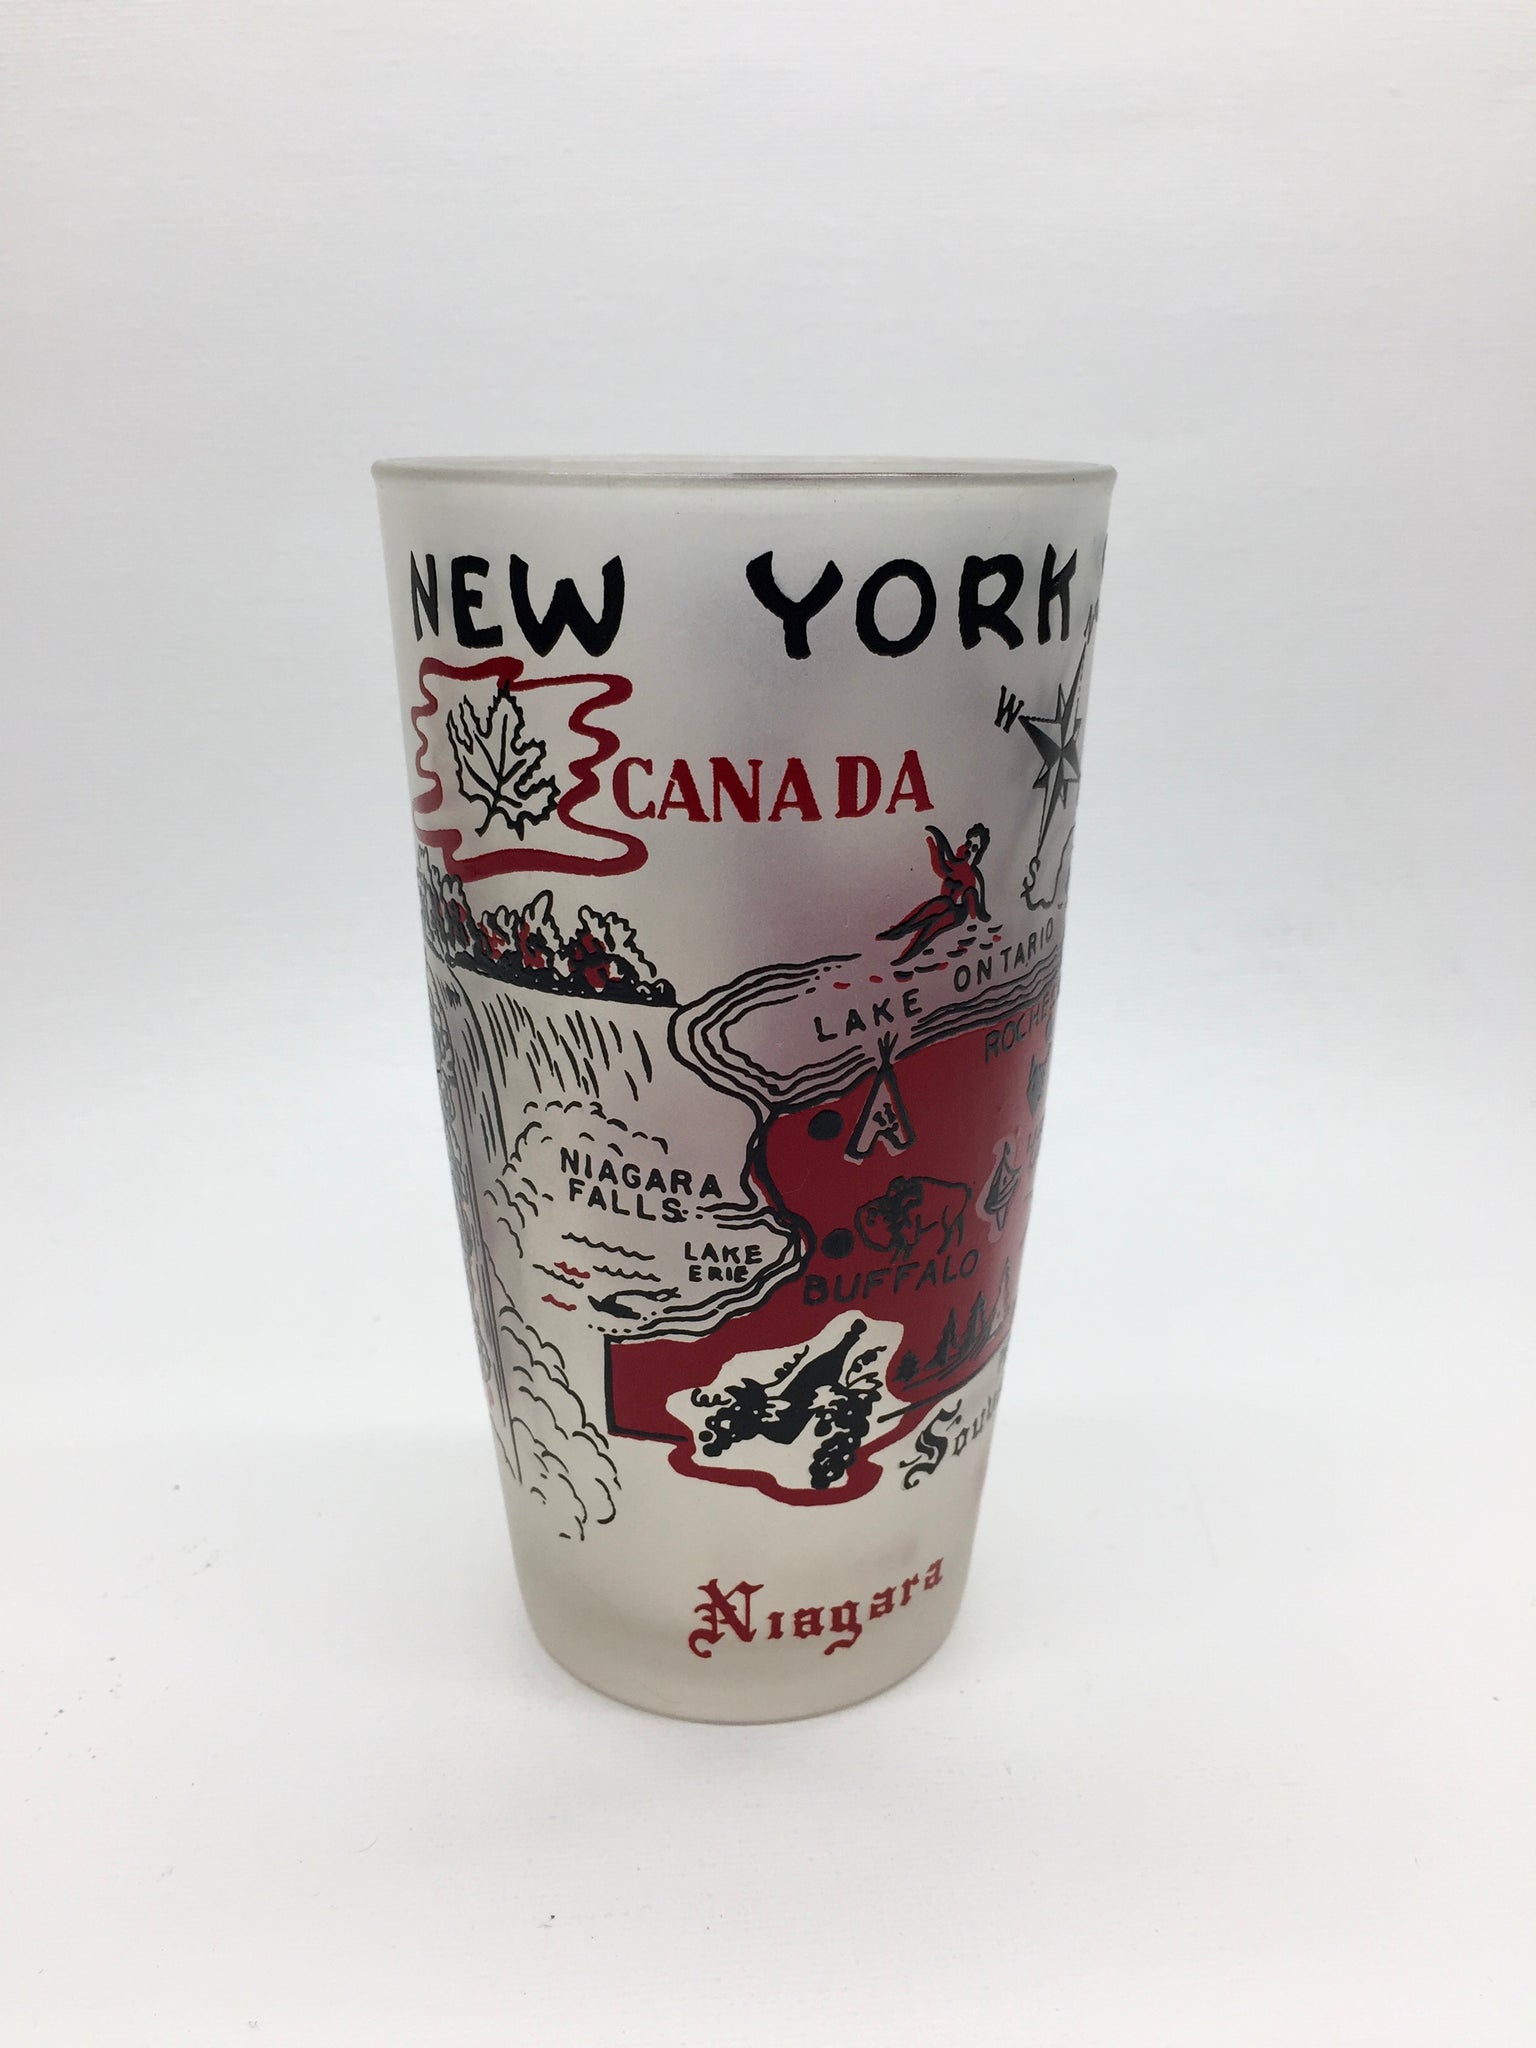 NEW YORK
CANADA
W
S
LAKE ONTARIO
NIAGARA
FALLS
LAKE
ERIE
BUFFALO
Niagara